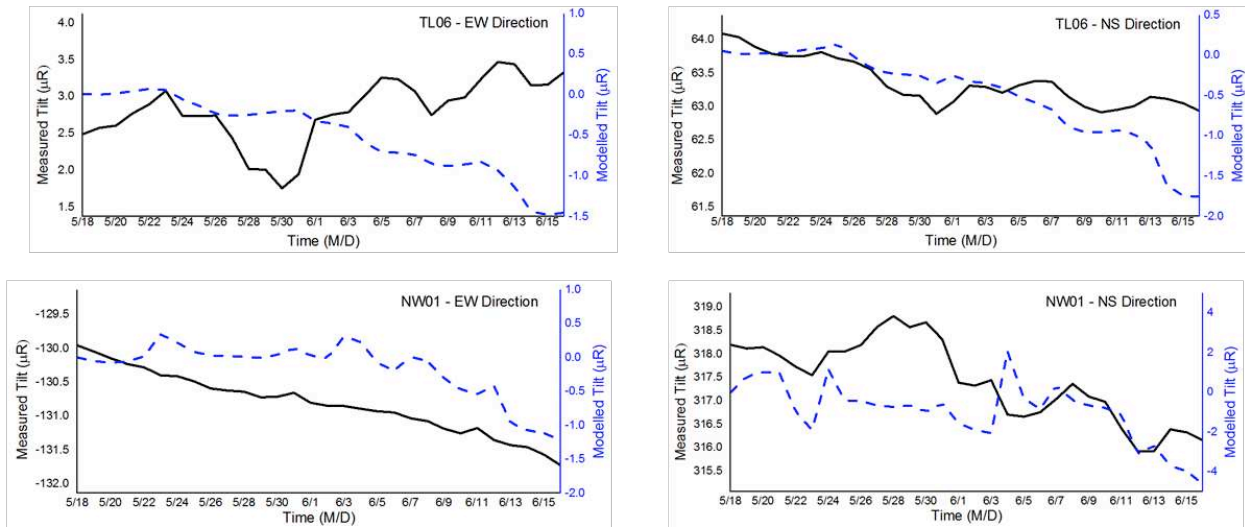 TL06 - EW Direction
Measured Tilt (μR)
4.0
3.5
3.0
2.5
2.0
1.5
1.0
0.5
0.0
-0.5
-1.0
-1.5
Modelled Tilt (μR)
5/18 5/20 5/22 5/24 5/26 5/28 5/30 6/1 6/3 6/5 6/7 6/9 6/11 6/13 6/15
Time (M/D)
TL06 - NS Direction
Measured Tilt (μR)
64.0
63.5
63.0
62.5
62.0
61.5
0.5
0.0
-0.5
-1.0
-1.5
-2.0
Modelled Tilt (μR)
5/18 5/20 5/22 5/24 5/26 5/28 5/30 6/1 6/3 6/5 6/7 6/9 6/11 6/13 6/15
Time (M/D)
NW01 - EW Direction
Measured Tilt (μR)
-129.5
-130.0
-130.5
-131.0
-131.5
-132.0
1.0
0.5
0.0
-0.5
-1.0
-1.5
-2.0
Modelled Tilt (μR)
5/18 5/20 5/22 5/24 5/26 5/28 5/30 6/1 6/3 6/5 6/7 6/9 6/11 6/13 6/15
Time (M/D)
NW01 - NS Direction
Measured Tilt (μR)
319.0
318.5
318.0
317.5
317.0
316.5
316.0
315.5
4
2
0
-2
-4
Modelled Tilt (μR)
5/18 5/20 5/22 5/24 5/26 5/28 5/30 6/1 6/3 6/5 6/7 6/9 6/11 6/13 6/15
Time (M/D)